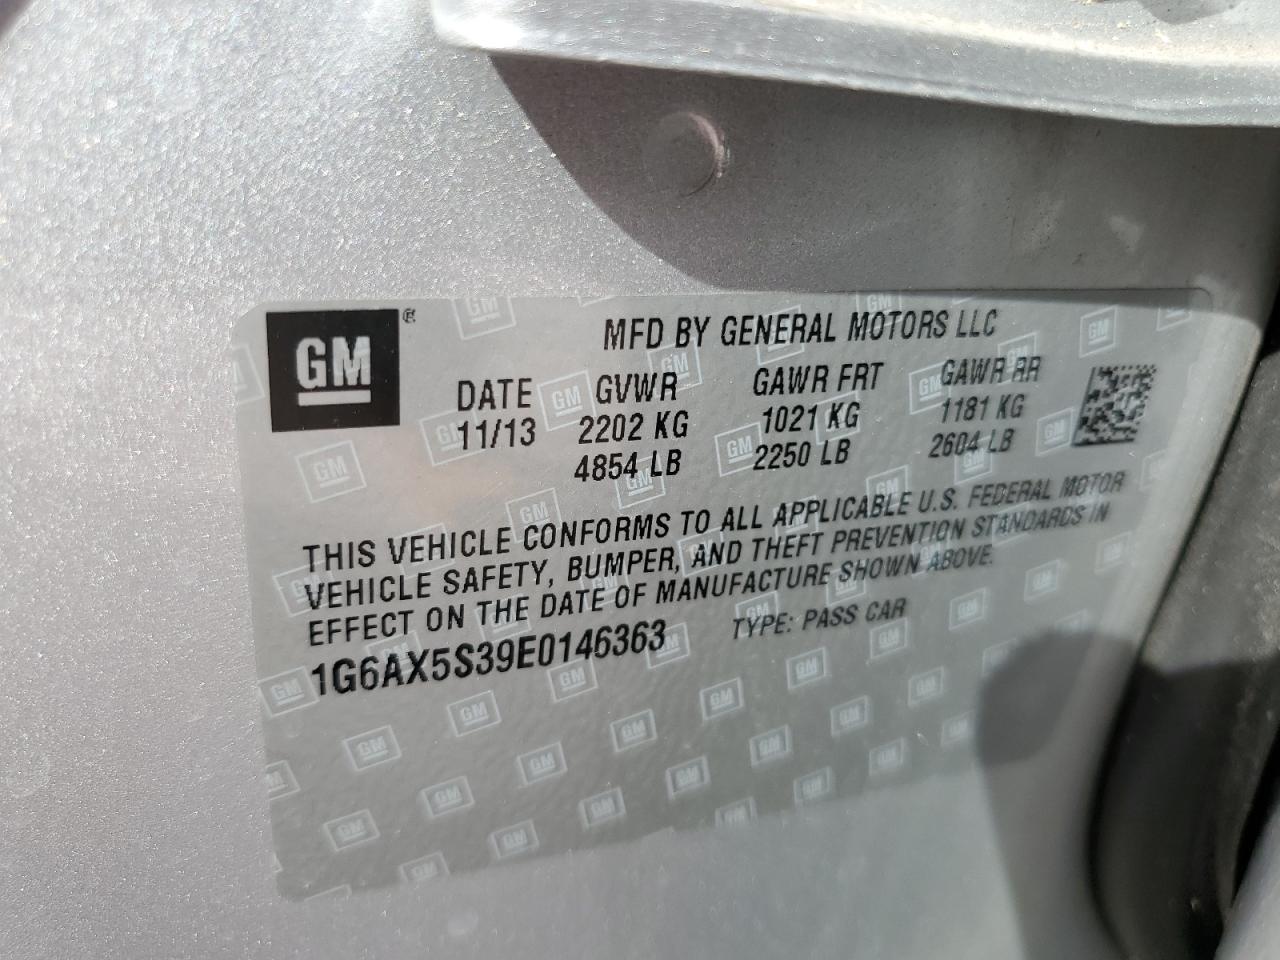 GM ®
MFD BY GENERAL MOTORS LLC
DATE GVWR GAWR FRT GAWR RR
11/13 2202 KG 1021 KG 1181 KG
4854 LB 2250 LB 2604 LB
THIS VEHICLE CONFORMS TO ALL APPLICABLE U.S. FEDERAL MOTOR
VEHICLE SAFETY, BUMPER, AND THEFT PREVENTION STANDARDS IN
EFFECT ON THE DATE OF MANUFACTURE SHOWN ABOVE.
1G6AX5S39E0146363 TYPE: PASS CAR